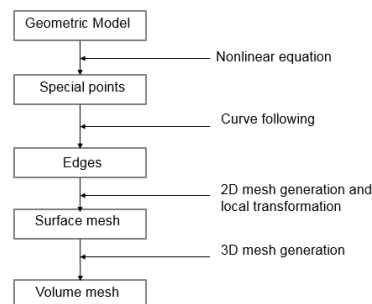 Geometric Model
Nonlinear equation
Special points
Curve following
Edges
2D mesh generation and
local transformation
Surface mesh
3D mesh generation
Volume mesh